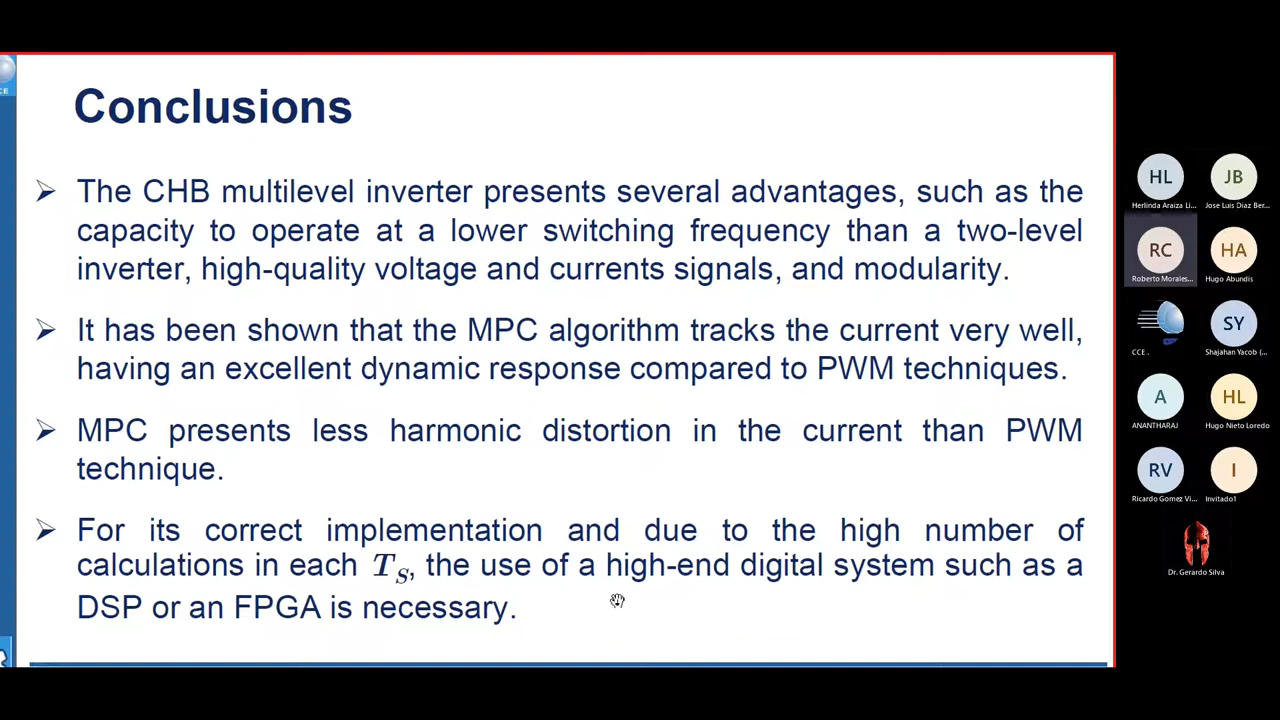 CE
Conclusions
➢ The CHB multilevel inverter presents several advantages, such as the
capacity to operate at a lower switching frequency than a two-level
inverter, high-quality voltage and currents signals, and modularity.
➢ It has been shown that the MPC algorithm tracks the current very well,
having an excellent dynamic response compared to PWM techniques.
➢ MPC presents less harmonic distortion in the current than PWM
technique.
➢ For its correct implementation and due to the high number of
calculations in each T_S, the use of a high-end digital system such as a
DSP or an FPGA is necessary.
HL
JB
Herlinda Araiza Li...
Jose Luis Diaz Ber...
RC
HA
Roberto Morales...
Hugo Abundis
SY
CCE .
Shajahan Yacob (...
A
HL
ANANTHARAJ
Hugo Nieto Loredo
RV
I
Ricardo Gomez Vi...
Invitado1
Dr. Gerardo Silva